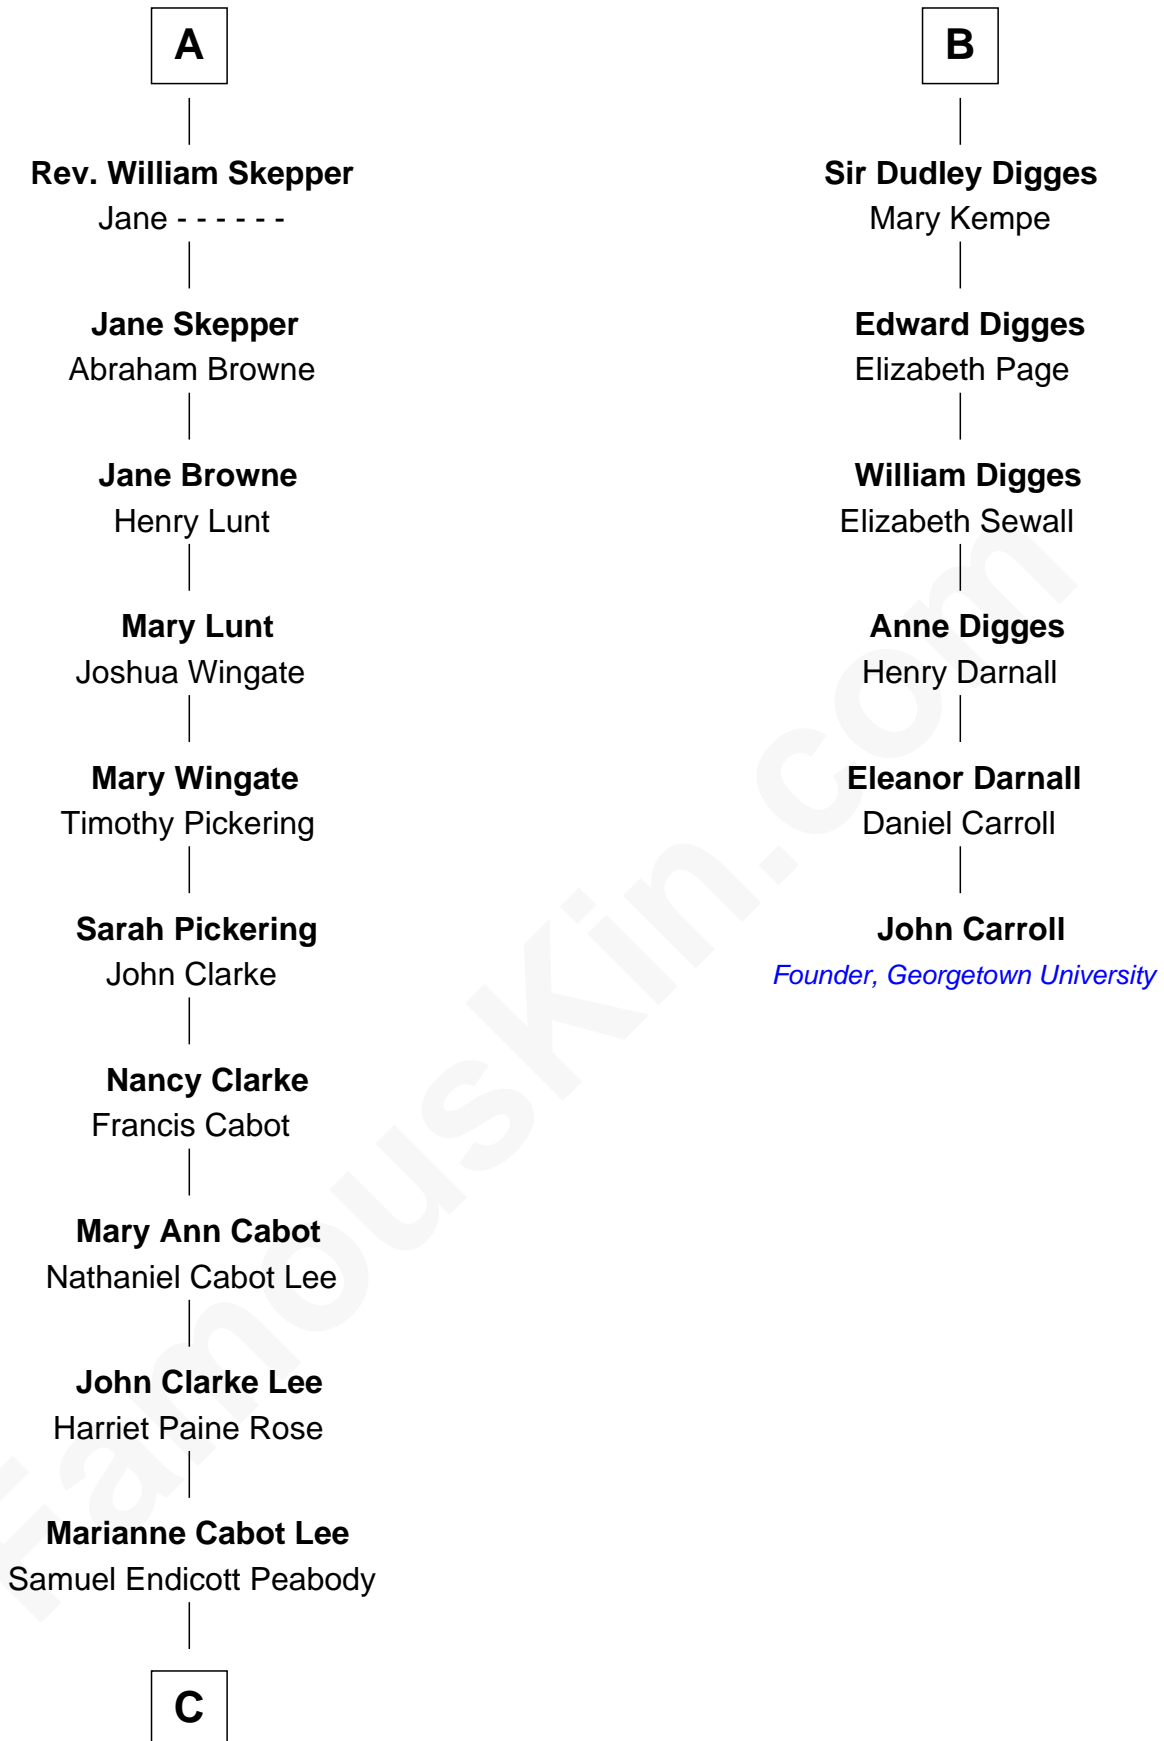 A
Rev. William Skepper
Jane - - - - - -
Jane Skepper
Abraham Browne
Jane Browne
Henry Lunt
Mary Lunt
Joshua Wingate
Mary Wingate
Timothy Pickering
Sarah Pickering
John Clarke
Nancy Clarke
Francis Cabot
Mary Ann Cabot
Nathaniel Cabot Lee
John Clarke Lee
Harriet Paine Rose
Marianne Cabot Lee
Samuel Endicott Peabody
C
B
Sir Dudley Digges
Mary Kempe
Edward Digges
Elizabeth Page
William Digges
Elizabeth Sewall
Anne Digges
Henry Darnall
Eleanor Darnall
Daniel Carroll
John Carroll
Founder, Georgetown University
FamousKin.com